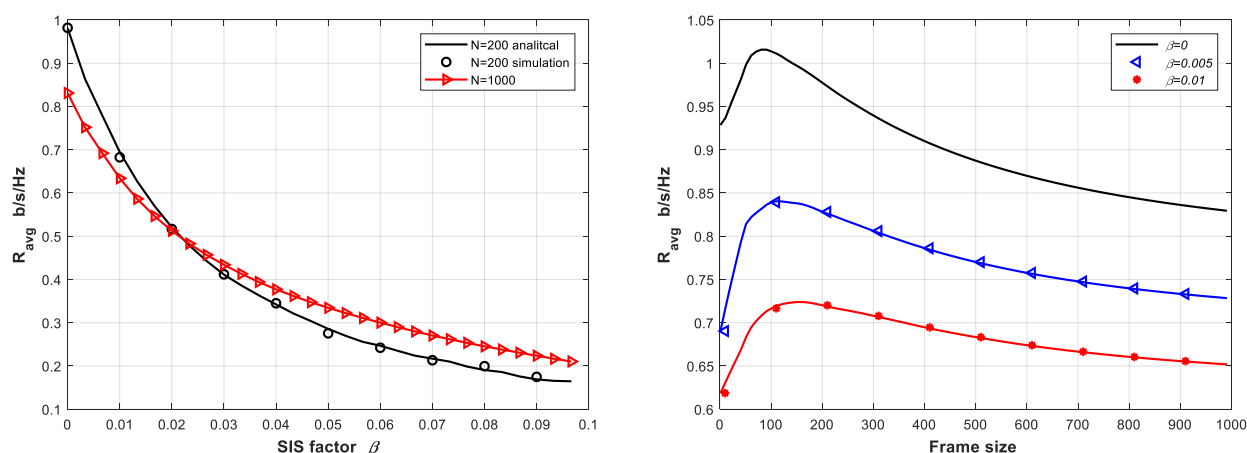 1
0.9
0.8
0.7
0.6
0.5
0.4
0.3
0.2
0.1
R_avg b/s/Hz
N=200 analitcal
N=200 simulation
N=1000
0 0.01 0.02 0.03 0.04 0.05 0.06 0.07 0.08 0.09 0.1
SIS factor β
1.05
1
0.95
0.9
0.85
0.8
0.75
0.7
0.65
0.6
R_avg b/s/Hz
β=0
β=0.005
β=0.01
0 100 200 300 400 500 600 700 800 900 1000
Frame size